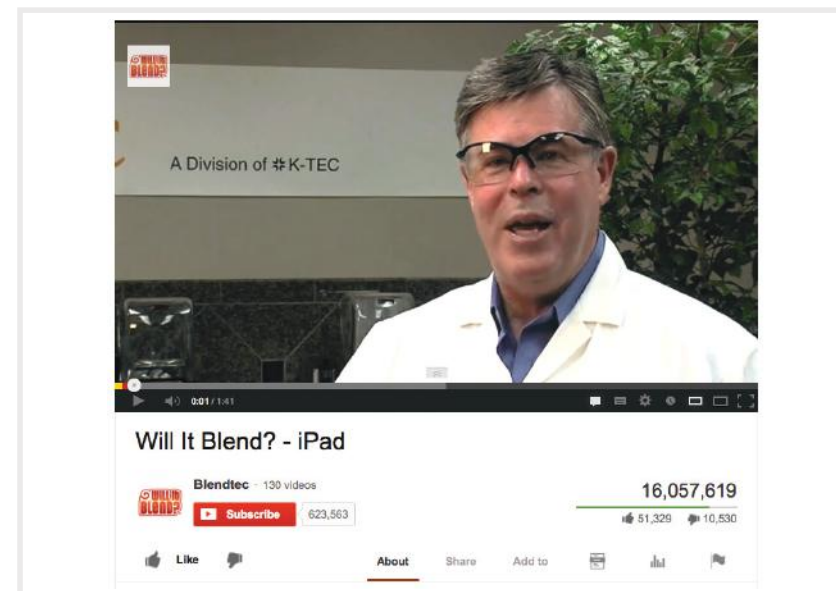 WILL IT
BLEND?
A Division of K-TEC
0:01 / 1:41
Will It Blend? - iPad
WILL IT
BLEND?
Blendtec - 130 videos
Subscribe 623,563
16,057,619
51,329 10,530
Like About Share Add to